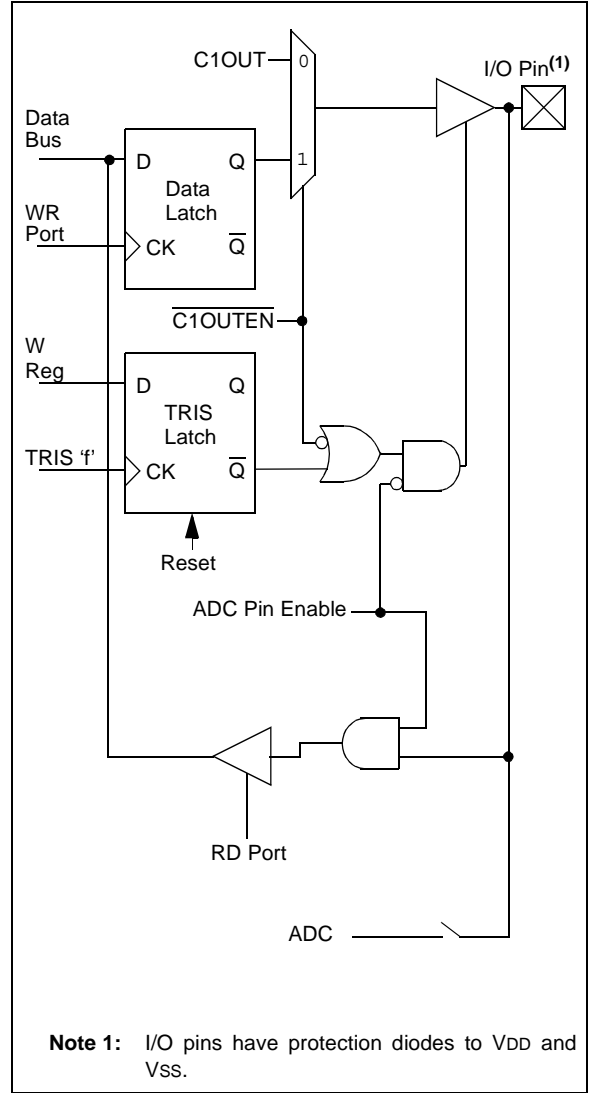 C1OUT
0
I/O Pin(1)
Data
Bus
D
Q
1
Data
Latch
WR
Port
CK
Q̅
C̅1̅O̅U̅T̅E̅N̅
W
Reg
D
Q
TRIS
Latch
TRIS 'f'
CK
Q̅
Reset
ADC Pin Enable
RD Port
ADC
Note 1: I/O pins have protection diodes to VDD and
VSS.